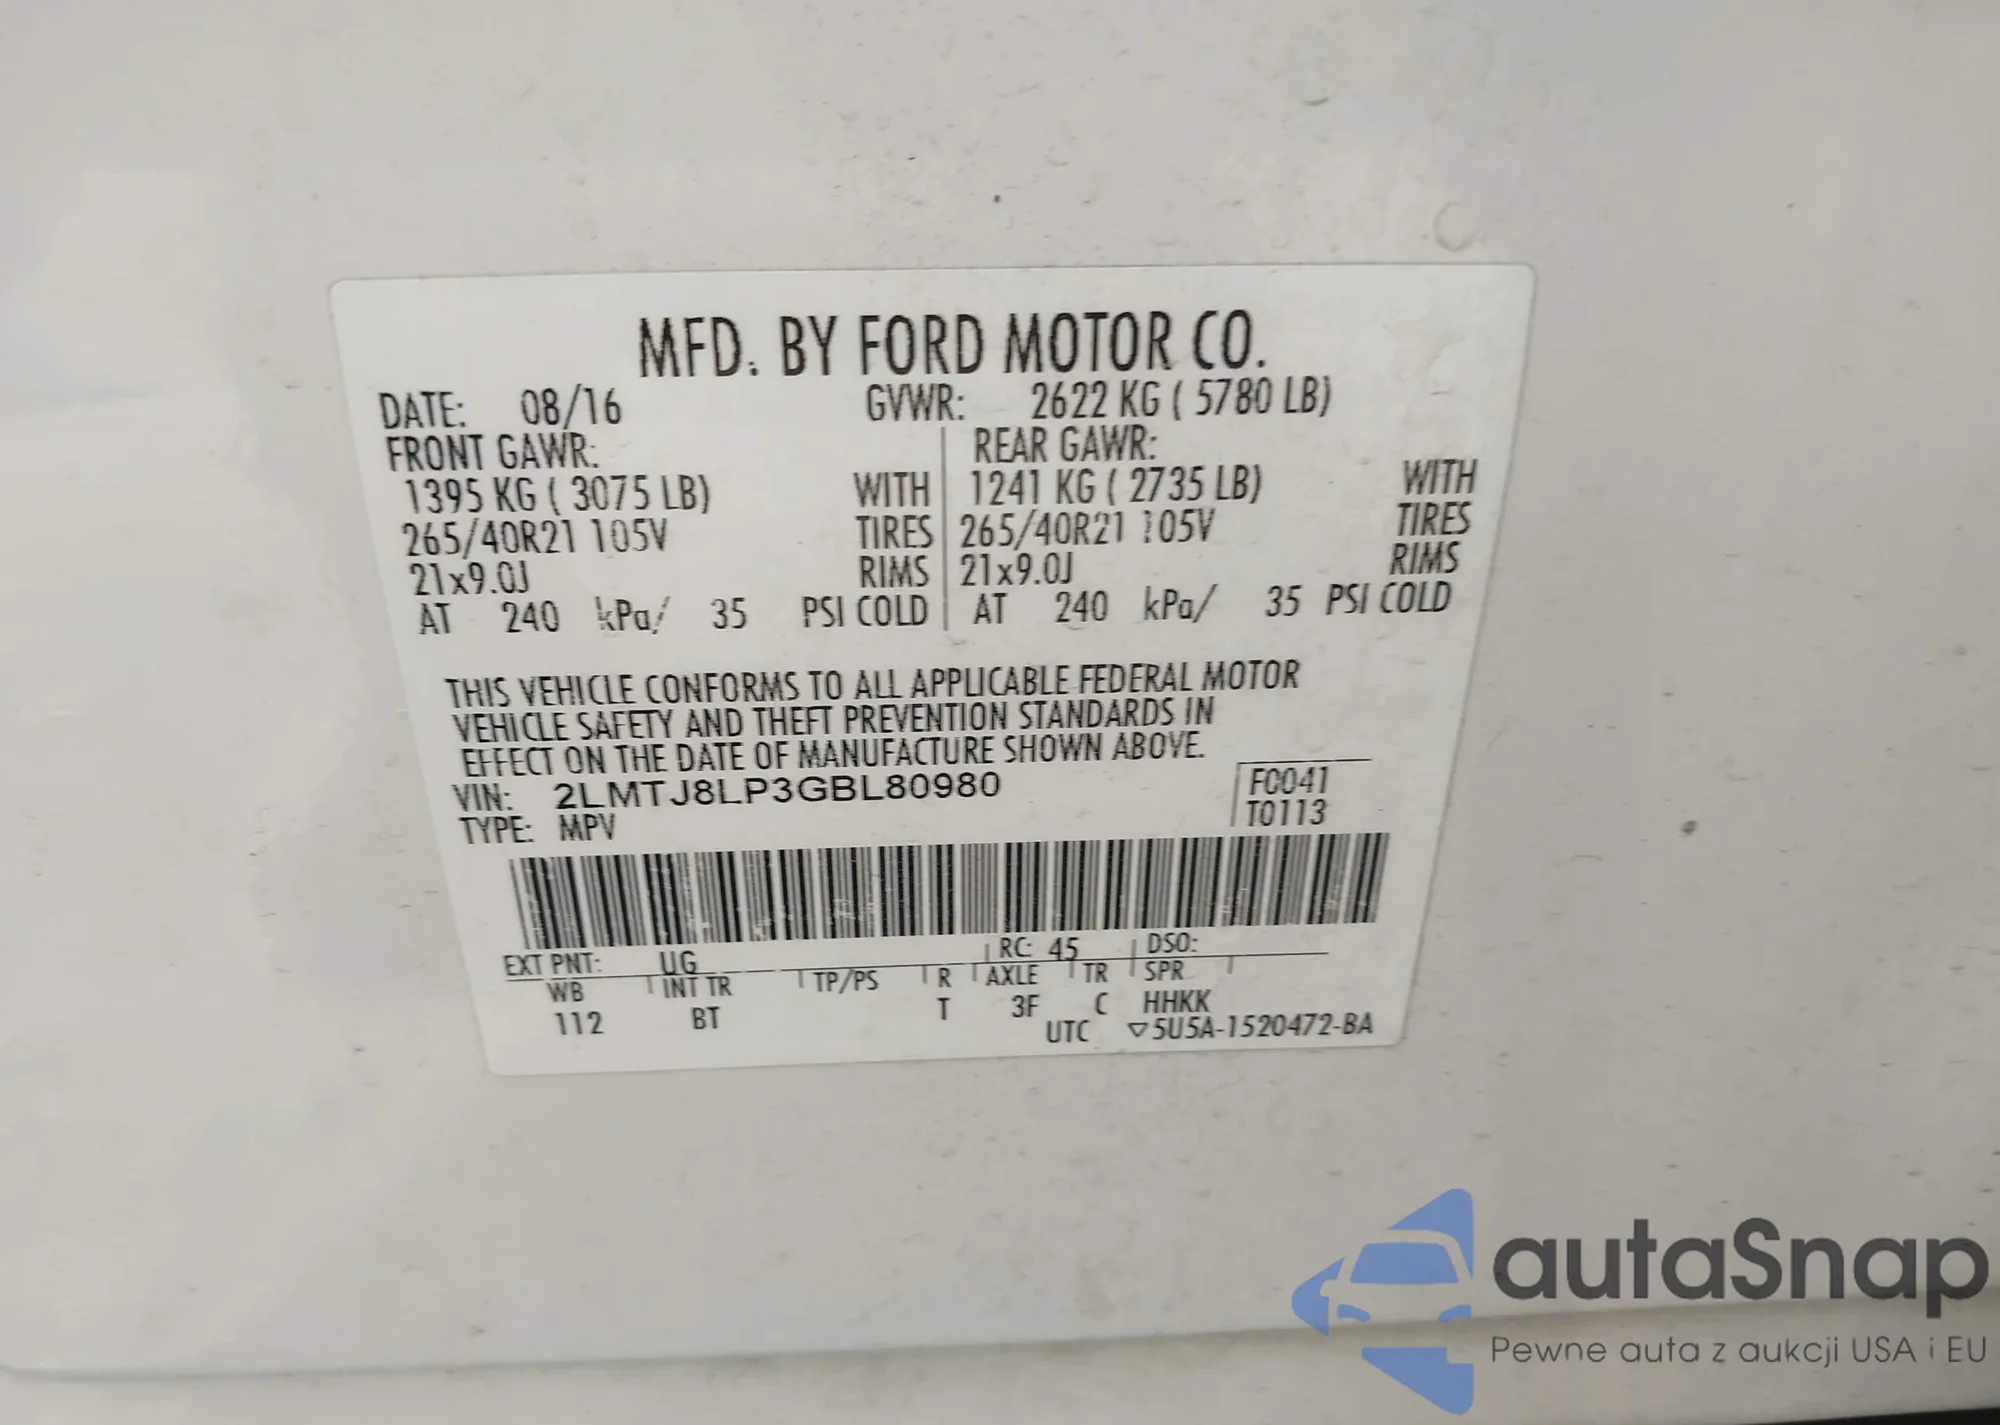 MFD. BY FORD MOTOR CO.
DATE: 08/16 GVWR: 2622 KG ( 5780 LB)
FRONT GAWR: REAR GAWR:
1395 KG ( 3075 LB) WITH 1241 KG ( 2735 LB) WITH
265/40R21 105V TIRES 265/40R21 105V TIRES
21x9.0J RIMS 21x9.0J RIMS
AT 240 kPa/ 35 PSI COLD AT 240 kPa/ 35 PSI COLD
THIS VEHICLE CONFORMS TO ALL APPLICABLE FEDERAL MOTOR
VEHICLE SAFETY AND THEFT PREVENTION STANDARDS IN
EFFECT ON THE DATE OF MANUFACTURE SHOWN ABOVE.
VIN: 2LMTJ8LP3GBL80980 FC041
TYPE: MPV T0113
EXT PNT: UG RC: 45 DSO:
WB INT TR TP/PS R AXLE TR SPR
112 BT T 3F C HHKK
UTC ▽5U5A-1520472-BA
autaSnap
Pewne auta z aukcji USA i EU